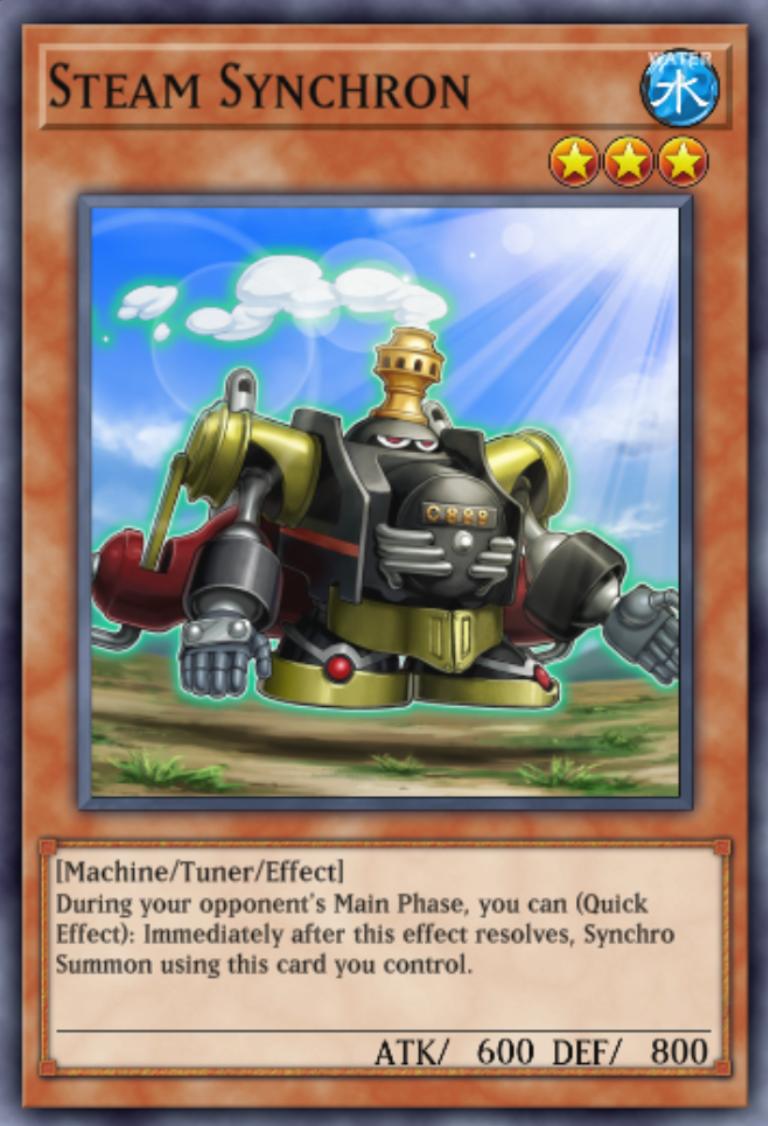 STEAM SYNCHRON
WATER
水
C888
[Machine/Tuner/Effect]
During your opponent's Main Phase, you can (Quick
Effect): Immediately after this effect resolves, Synchro
Summon using this card you control.
ATK/ 600 DEF/ 800